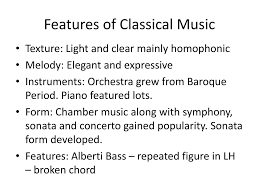 Features of Classical Music
• Texture: Light and clear mainly homophonic
• Melody: Elegant and expressive
• Instruments: Orchestra grew from Baroque
Period. Piano featured lots.
• Form: Chamber music along with symphony,
sonata and concerto gained popularity. Sonata
form developed.
• Features: Alberti Bass – repeated figure in LH
– broken chord